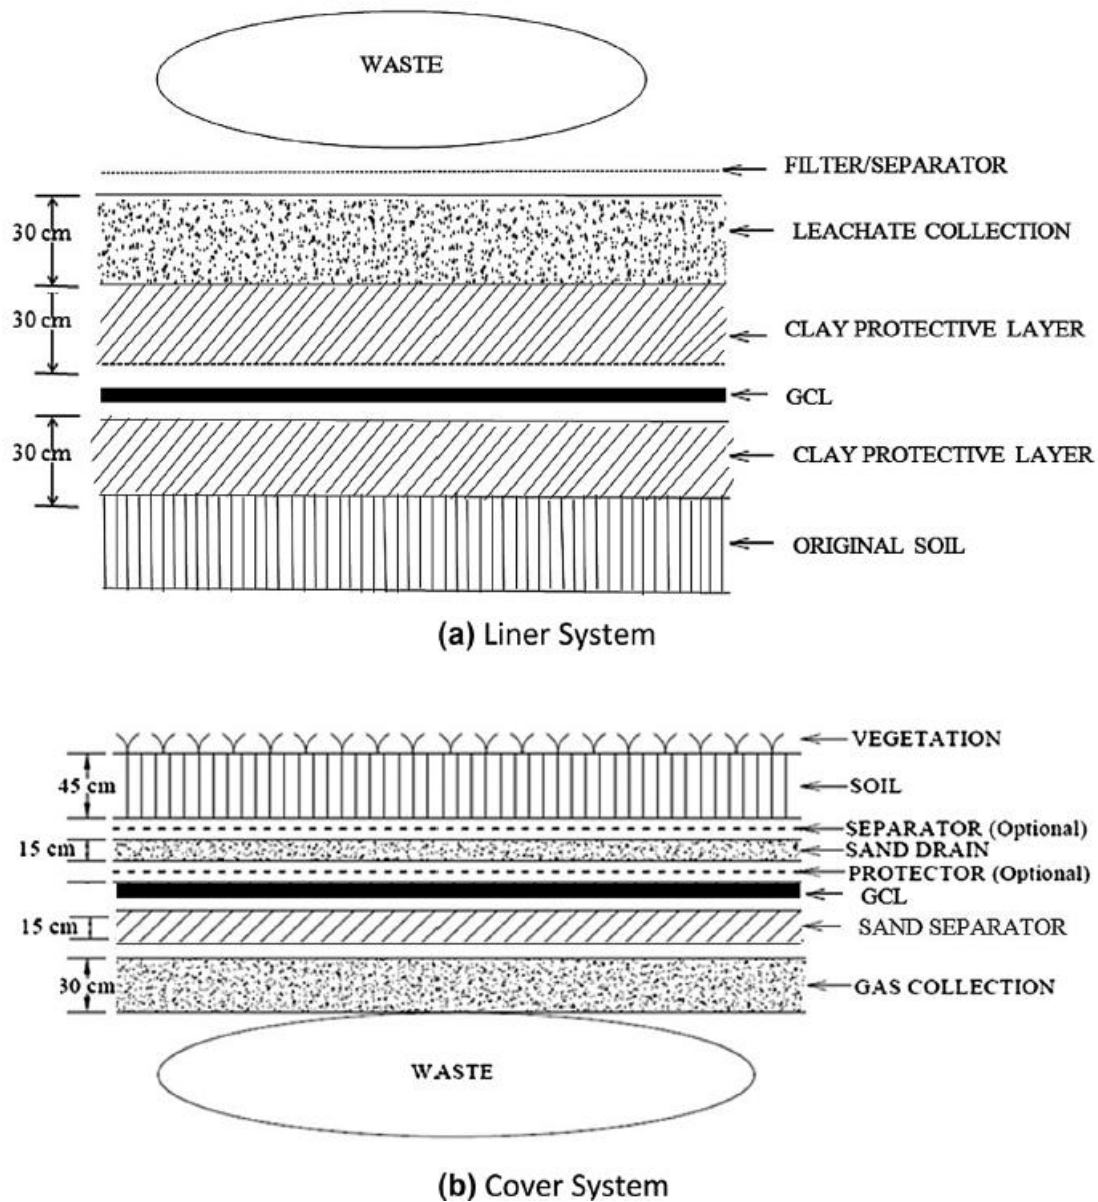 WASTE
FILTER/SEPARATOR
30 cm
LEACHATE COLLECTION
30 cm
CLAY PROTECTIVE LAYER
GCL
30 cm
CLAY PROTECTIVE LAYER
ORIGINAL SOIL
(a) Liner System
VEGETATION
45 cm
SOIL
SEPARATOR (Optional)
15 cm
SAND DRAIN
PROTECTOR (Optional)
GCL
15 cm
SAND SEPARATOR
30 cm
GAS COLLECTION
WASTE
(b) Cover System